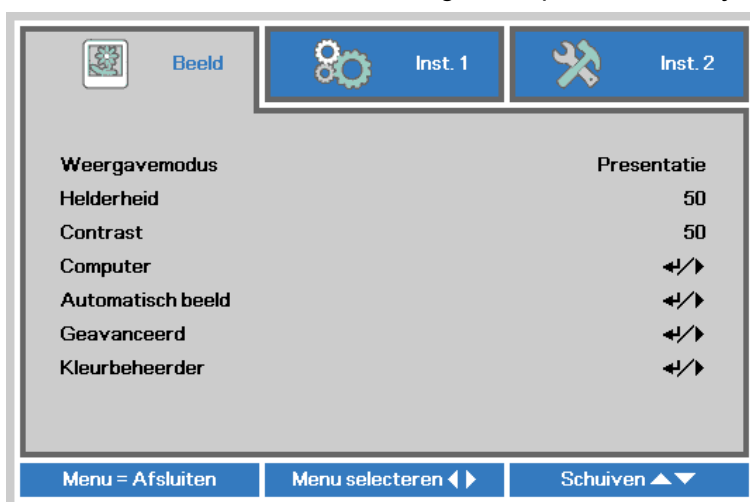 Beeld Inst. 1 Inst. 2
Weergavemodus Presentatie
Helderheid 50
Contrast 50
Computer ↵/▶
Automatisch beeld ↵/▶
Geavanceerd ↵/▶
Kleurbeheerder ↵/▶
Menu = Afsluiten Menu selecteren ◀▶ Schuiven ▲▼